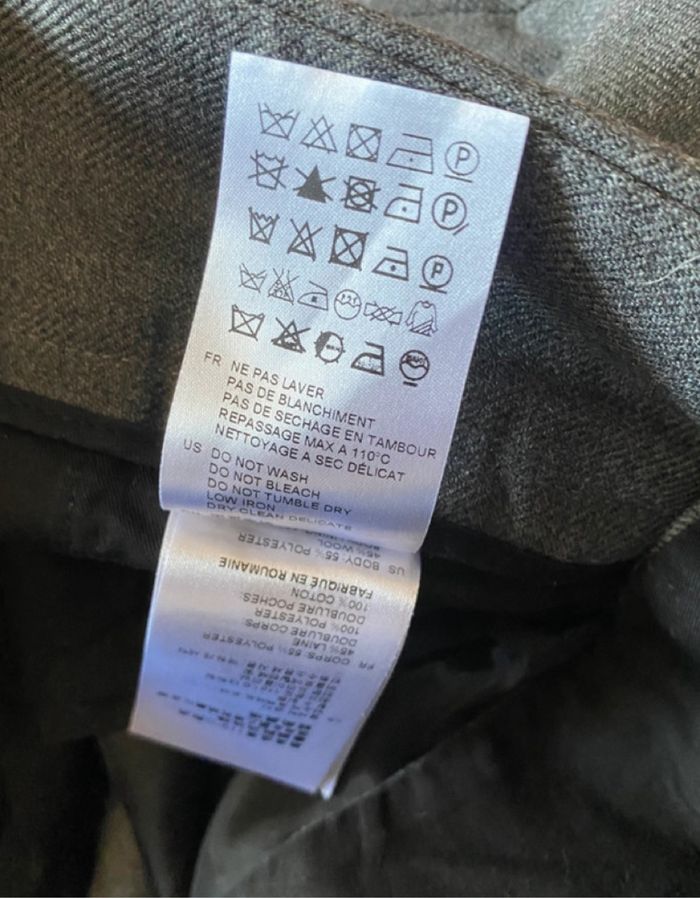 P
P
P
FR NE PAS LAVER
PAS DE BLANCHIMENT
PAS DE SECHAGE EN TAMBOUR
REPASSAGE MAX A 110°C
NETTOYAGE A SEC DÉLICAT
US DO NOT WASH
DO NOT BLEACH
DO NOT TUMBLE DRY
LOW IRON
DRY CLEAN DELICATE
FR CORPS: 55% POLYESTER
45% LAINE
DOUBLURE CORPS:
100% POLYESTER
DOUBLURE POCHES:
100% COTON
FABRIQUÉ EN ROUMANIE
US BODY: 55% POLYESTER
45% WOOL